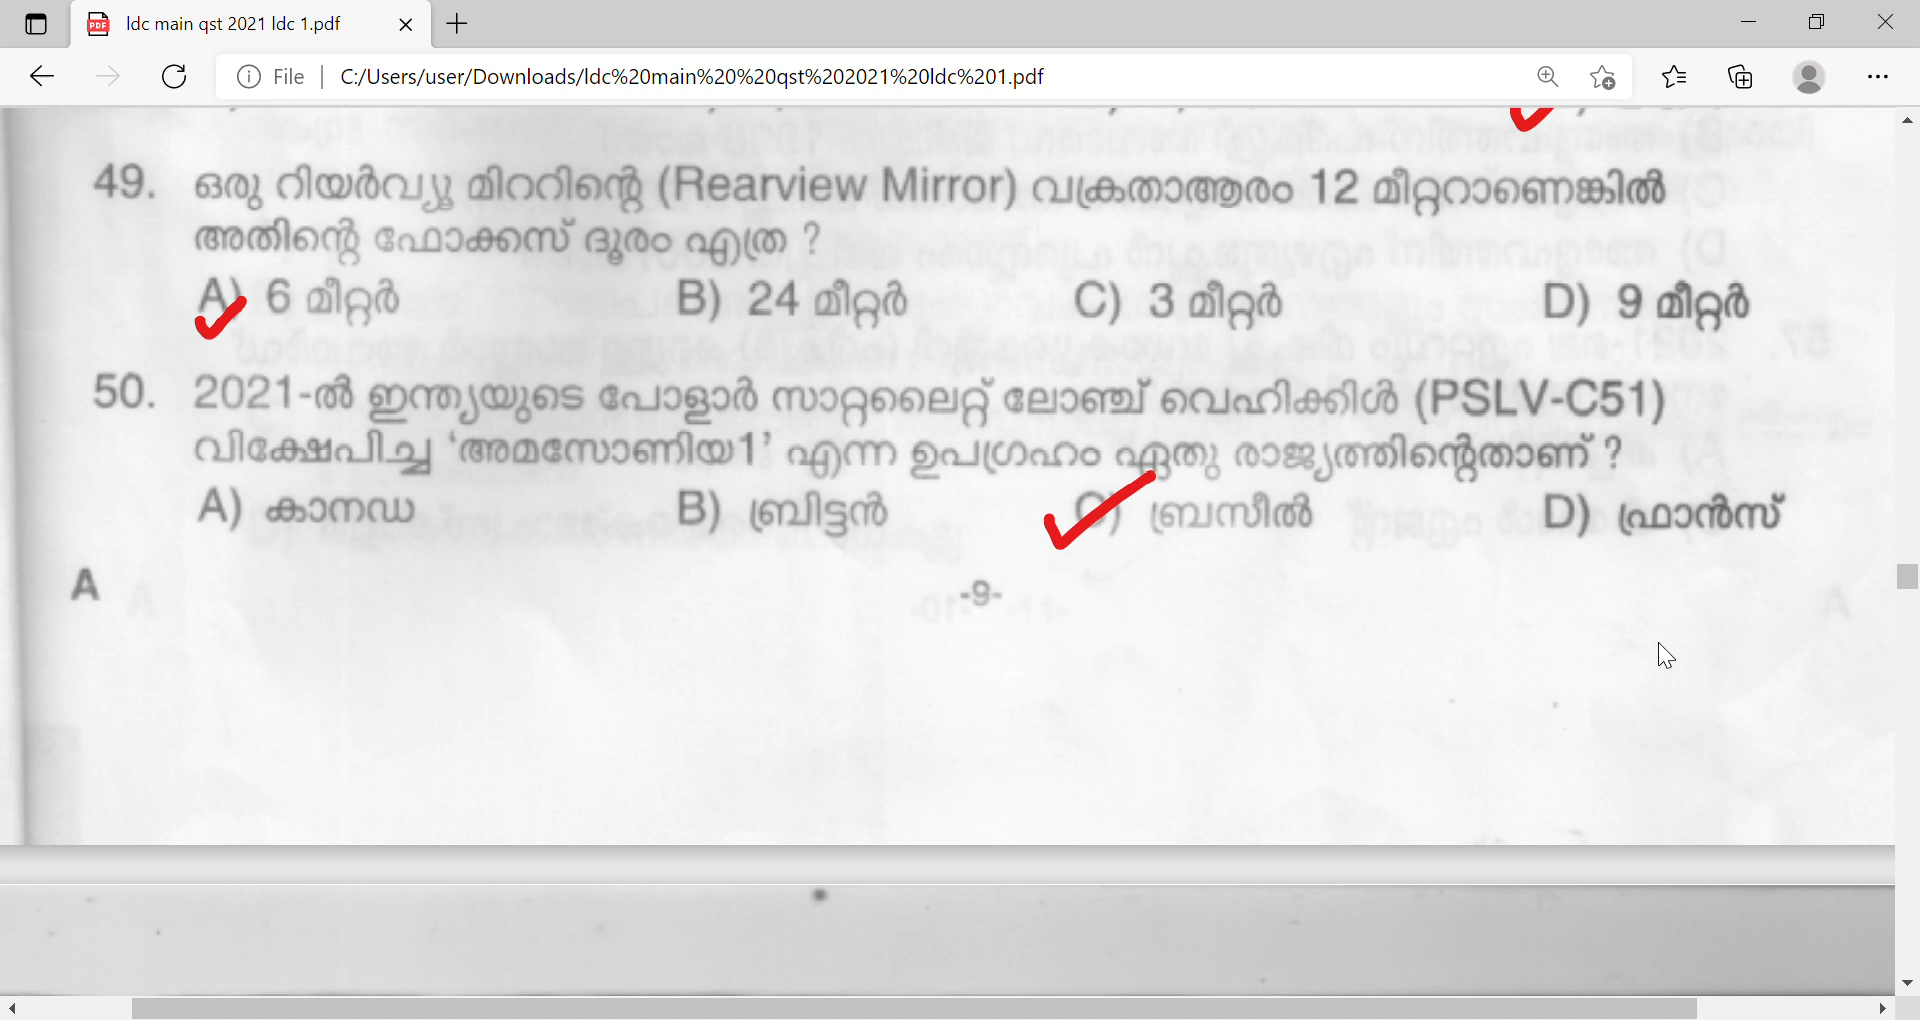 ldc main qst 2021 ldc 1.pdf
File | C:/Users/user/Downloads/ldc%20main%20%20qst%202021%20ldc%201.pdf
49. ഒരു റിയർവ്യൂ മിററിന്റെ (Rearview Mirror) വക്രതാആരം 12 മീറ്ററാണെങ്കിൽ
അതിന്റെ ഫോക്കസ് ദൂരം എത്ര ?
A) 6 മീറ്റർ B) 24 മീറ്റർ C) 3 മീറ്റർ D) 9 മീറ്റർ
50. 2021-ൽ ഇന്ത്യയുടെ പോളാർ സാറ്റലൈറ്റ് ലോഞ്ച് വെഹിക്കിൾ (PSLV-C51)
വിക്ഷേപിച്ച ‘അമസോണിയ1’ എന്ന ഉപഗ്രഹം ഏതു രാജ്യത്തിന്റെതാണ് ?
A) കാനഡ B) ബ്രിട്ടൻ C) ബ്രസീൽ D) ഫ്രാൻസ്
A -9-